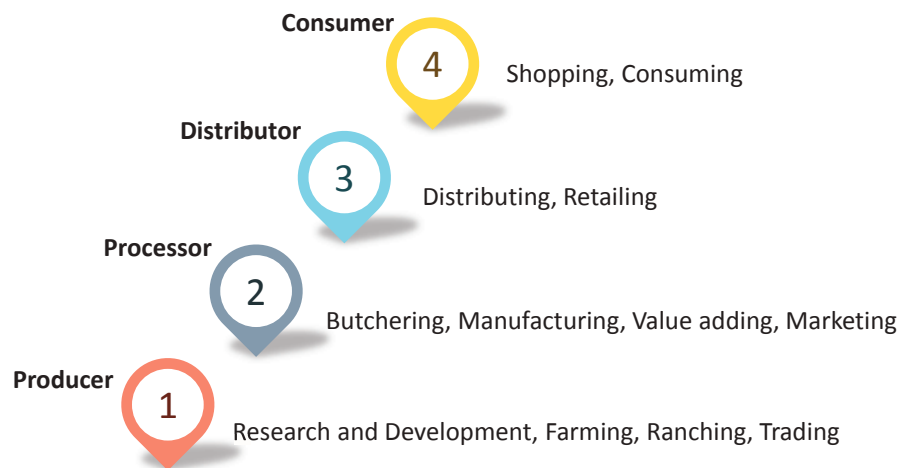 Consumer
4
Shopping, Consuming
Distributor
3
Distributing, Retailing
Processor
2
Butchering, Manufacturing, Value adding, Marketing
Producer
1
Research and Development, Farming, Ranching, Trading